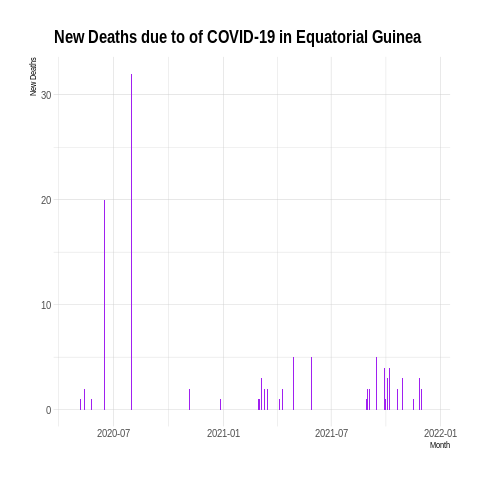 New Deaths due to of COVID-19 in Equatorial Guinea
New Deaths
30
20
10
0
2020-07 2021-01 2021-07 2022-01
Month